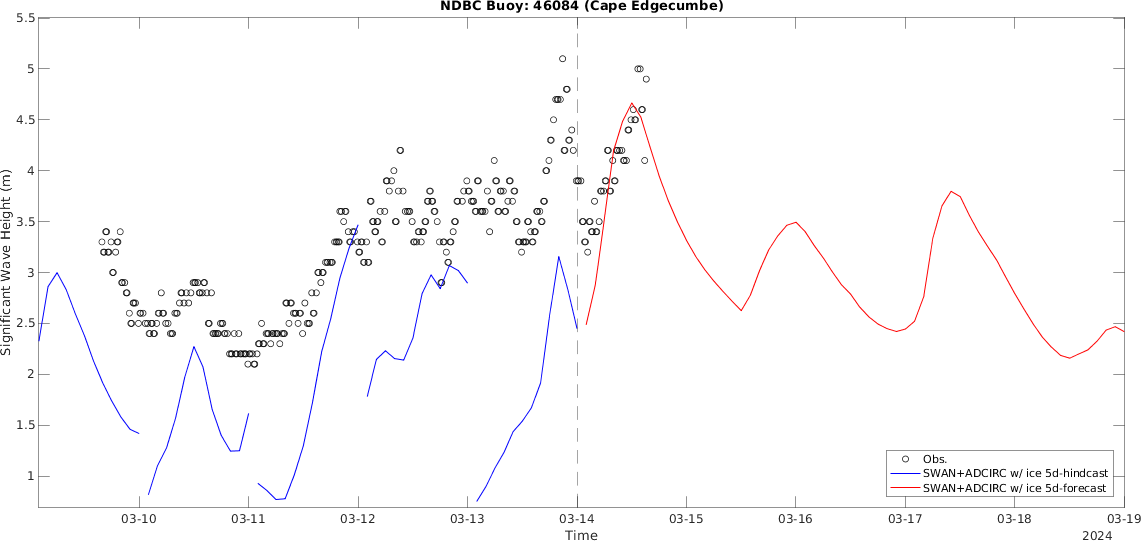 NDBC Buoy: 46084 (Cape Edgecumbe)
5.5
5
4.5
4
3.5
3
2.5
2
1.5
1
Significant Wave Height (m)
Obs.
SWAN+ADCIRC w/ ice 5d-hindcast
SWAN+ADCIRC w/ ice 5d-forecast
03-10 03-11 03-12 03-13 03-14 03-15 03-16 03-17 03-18 03-19
Time
2024